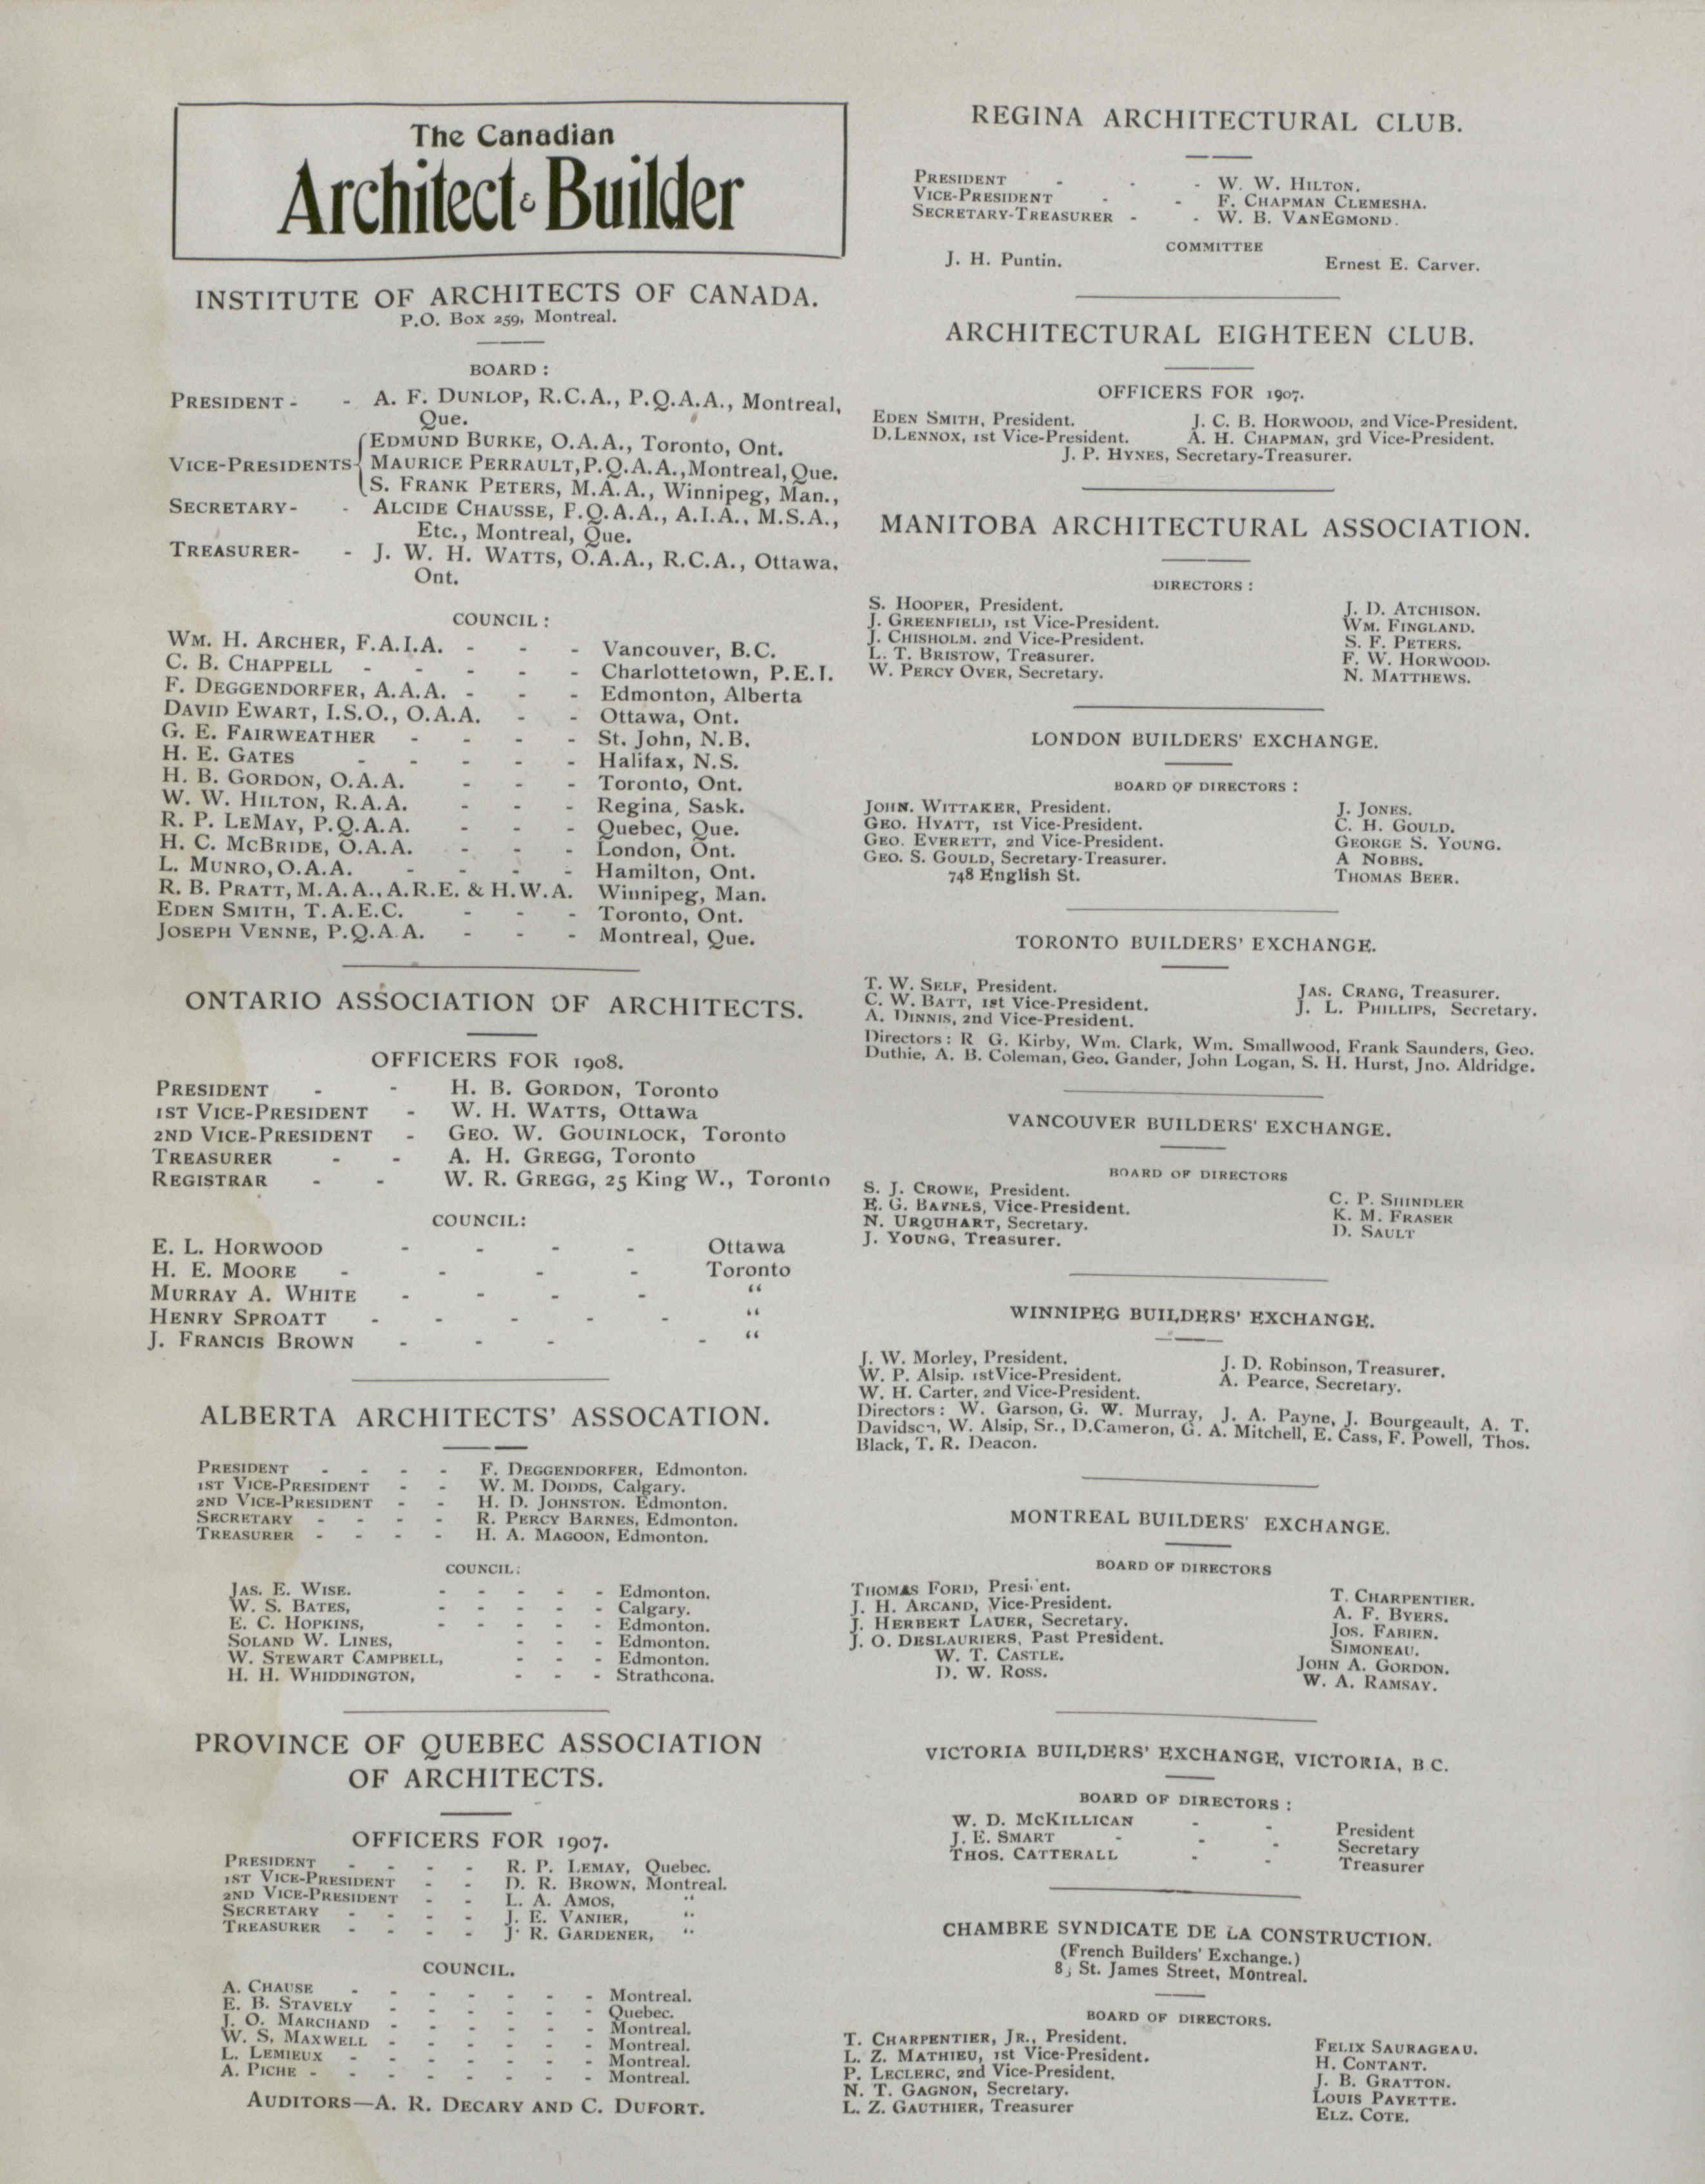 The Canadian
Architect & Builder
INSTITUTE OF ARCHITECTS OF CANADA.
P.O. Box 259, Montreal.
BOARD :
PRESIDENT - - A. F. DUNLOP, R.C.A., P.Q.A.A., Montreal,
Que.
EDMUND BURKE, O.A.A., Toronto, Ont.
VICE-PRESIDENTS MAURICE PERRAULT, P.Q.A.A., Montreal, Que.
S. FRANK PETERS, M.A.A., Winnipeg, Man.,
SECRETARY- - ALCIDE CHAUSSE, P.Q.A.A., A.I.A., M.S.A.,
Etc., Montreal, Que.
TREASURER- - J. W. H. WATTS, O.A.A., R.C.A., Ottawa,
Ont.
COUNCIL :
WM. H. ARCHER, F.A.I.A. - - - Vancouver, B.C.
C. B. CHAPPELL - - - - - Charlottetown, P.E.I.
F. DEGGENDORFER, A.A.A. - - - Edmonton, Alberta
DAVID EWART, I.S.O., O.A.A. - - Ottawa, Ont.
G. E. FAIRWEATHER - - - - St. John, N.B.
H. E. GATES - - - - - Halifax, N.S.
H. B. GORDON, O.A.A. - - - Toronto, Ont.
W. W. HILTON, R.A.A. - - - Regina, Sask.
R. P. LEMAY, P.Q.A.A. - - - Quebec, Que.
H. C. MCBRIDE, O.A.A. - - - London, Ont.
L. MUNRO, O.A.A. - - - - Hamilton, Ont.
R. B. PRATT, M.A.A., A.R.E. & H.W.A. Winnipeg, Man.
EDEN SMITH, T.A.E.C. - - - Toronto, Ont.
JOSEPH VENNE, P.Q.A.A. - - - Montreal, Que.
ONTARIO ASSOCIATION OF ARCHITECTS.
OFFICERS FOR 1908.
PRESIDENT - - H. B. GORDON, Toronto
1ST VICE-PRESIDENT - W. H. WATTS, Ottawa
2ND VICE-PRESIDENT - GEO. W. GOUINLOCK, Toronto
TREASURER - - A. H. GREGG, Toronto
REGISTRAR - - W. R. GREGG, 25 King W., Toronto
COUNCIL:
E. L. HORWOOD - - - - Ottawa
H. E. MOORE - - - - Toronto
MURRAY A. WHITE - - - - "
HENRY SPROATT - - - - - "
J. FRANCIS BROWN - - - - "
ALBERTA ARCHITECTS' ASSOCATION.
PRESIDENT - - - - F. DEGGENDORFER, Edmonton.
1ST VICE-PRESIDENT - - W. M. DODDS, Calgary.
2ND VICE-PRESIDENT - - H. D. JOHNSTON. Edmonton.
SECRETARY - - - - R. PERCY BARNES, Edmonton.
TREASURER - - - - H. A. MAGOON, Edmonton.
COUNCIL:
JAS. E. WISE. - - - - - Edmonton.
W. S. BATES, - - - - - Calgary.
E. C. HOPKINS, - - - - - Edmonton.
SOLAND W. LINES, - - - Edmonton.
W. STEWART CAMPBELL, - - - Edmonton.
H. H. WHIDDINGTON, - - - Strathcona.
PROVINCE OF QUEBEC ASSOCIATION
OF ARCHITECTS.
OFFICERS FOR 1907.
PRESIDENT - - - - R. P. LEMAY, Quebec.
1ST VICE-PRESIDENT - - D. R. BROWN, Montreal.
2ND VICE-PRESIDENT - - L. A. AMOS, "
SECRETARY - - - - J. E. VANIER, "
TREASURER - - - - J. R. GARDENER, "
COUNCIL.
A. CHAUSE - - - - - - - Montreal.
E. B. STAVELY - - - - - - Quebec.
J. O. MARCHAND - - - - - - Montreal.
W. S. MAXWELL - - - - - - Montreal.
L. LEMIEUX - - - - - - - Montreal.
A. PICHE - - - - - - - - Montreal.
AUDITORS—A. R. DECARY AND C. DUFORT.
REGINA ARCHITECTURAL CLUB.
PRESIDENT - - - W. W. HILTON.
VICE-PRESIDENT - - F. CHAPMAN CLEMESHA.
SECRETARY-TREASURER - - W. B. VANEGMOND.
COMMITTEE
J. H. Puntin. Ernest E. Carver.
ARCHITECTURAL EIGHTEEN CLUB.
OFFICERS FOR 1907.
EDEN SMITH, President. J. C. B. HORWOOD, 2nd Vice-President.
D. LENNOX, 1st Vice-President. A. H. CHAPMAN, 3rd Vice-President.
J. P. HYNES, Secretary-Treasurer.
MANITOBA ARCHITECTURAL ASSOCIATION.
DIRECTORS :
S. HOOPER, President. J. D. ATCHISON.
J. GREENFIELD, 1st Vice-President. WM. FINGLAND.
J. CHISHOLM. 2nd Vice-President. S. F. PETERS.
L. T. BRISTOW, Treasurer. F. W. HORWOOD.
W. PERCY OVER, Secretary. N. MATTHEWS.
LONDON BUILDERS' EXCHANGE.
BOARD OF DIRECTORS :
JOHN. WITTAKER, President. J. JONES.
GEO. HYATT, 1st Vice-President. C. H. GOULD.
GEO. EVERETT, 2nd Vice-President. GEORGE S. YOUNG.
GEO. S. GOULD, Secretary-Treasurer. A NOBBS.
748 English St. THOMAS BEER.
TORONTO BUILDERS' EXCHANGE.
T. W. SELF, President. JAS. CRANG, Treasurer.
C. W. BATT, 1st Vice-President. J. L. PHILLIPS, Secretary.
A. DINNIS, 2nd Vice-President.
Directors : R G. Kirby, Wm. Clark, Wm. Smallwood, Frank Saunders, Geo.
Duthie, A. B. Coleman, Geo. Gander, John Logan, S. H. Hurst, Jno. Aldridge.
VANCOUVER BUILDERS' EXCHANGE.
BOARD OF DIRECTORS
S. J. CROWE, President. C. P. SHINDLER
E. G. BAYNES, Vice-President. K. M. FRASER
N. URQUHART, Secretary. D. SAULT
J. YOUNG, Treasurer.
WINNIPEG BUILDERS' EXCHANGE.
J. W. Morley, President. J. D. Robinson, Treasurer.
W. P. Alsip. 1st Vice-President. A. Pearce, Secretary.
W. H. Carter, 2nd Vice-President.
Directors : W. Garson, G. W. Murray, J. A. Payne, J. Bourgeault, A. T.
Davidson, W. Alsip, Sr., D. Cameron, G. A. Mitchell, E. Cass, F. Powell, Thos.
Black, T. R. Deacon.
MONTREAL BUILDERS' EXCHANGE.
BOARD OF DIRECTORS
THOMAS FORD, President. T. CHARPENTIER.
J. H. ARCAND, Vice-President. A. F. BYERS.
J. HERBERT LAUER, Secretary. JOS. FABIEN.
J. O. DESLAURIERS, Past President. SIMONEAU.
W. T. CASTLE. JOHN A. GORDON.
D. W. ROSS. W. A. RAMSAY.
VICTORIA BUILDERS' EXCHANGE, VICTORIA, B C.
BOARD OF DIRECTORS :
W. D. MCKILLICAN - - President
J. E. SMART - - - Secretary
THOS. CATTERALL - - Treasurer
CHAMBRE SYNDICATE DE LA CONSTRUCTION.
(French Builders' Exchange.)
St. James Street, Montreal.
BOARD OF DIRECTORS.
T. CHARPENTIER, JR., President. FELIX SAURAGEAU.
L. Z. MATHIEU, 1st Vice-President. H. CONTANT.
P. LECLERC, 2nd Vice-President. J. B. GRATTON.
N. T. GAGNON, Secretary. LOUIS PAYETTE.
L. Z. GAUTHIER, Treasurer ELZ. COTE.